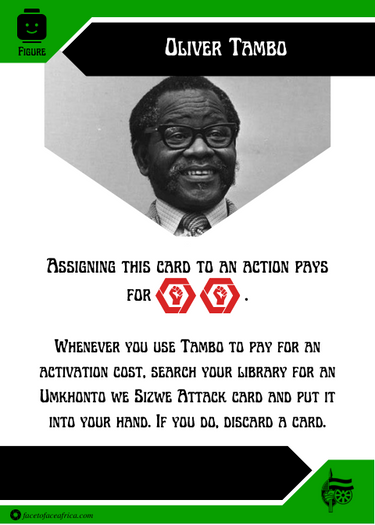 Figure
Oliver Tambo
Assigning this card to an action pays
for .
Whenever you use Tambo to pay for an
activation cost, search your library for an
Umkhonto we Sizwe Attack card and put it
into your hand. If you do, discard a card.
facetofaceafrica.com